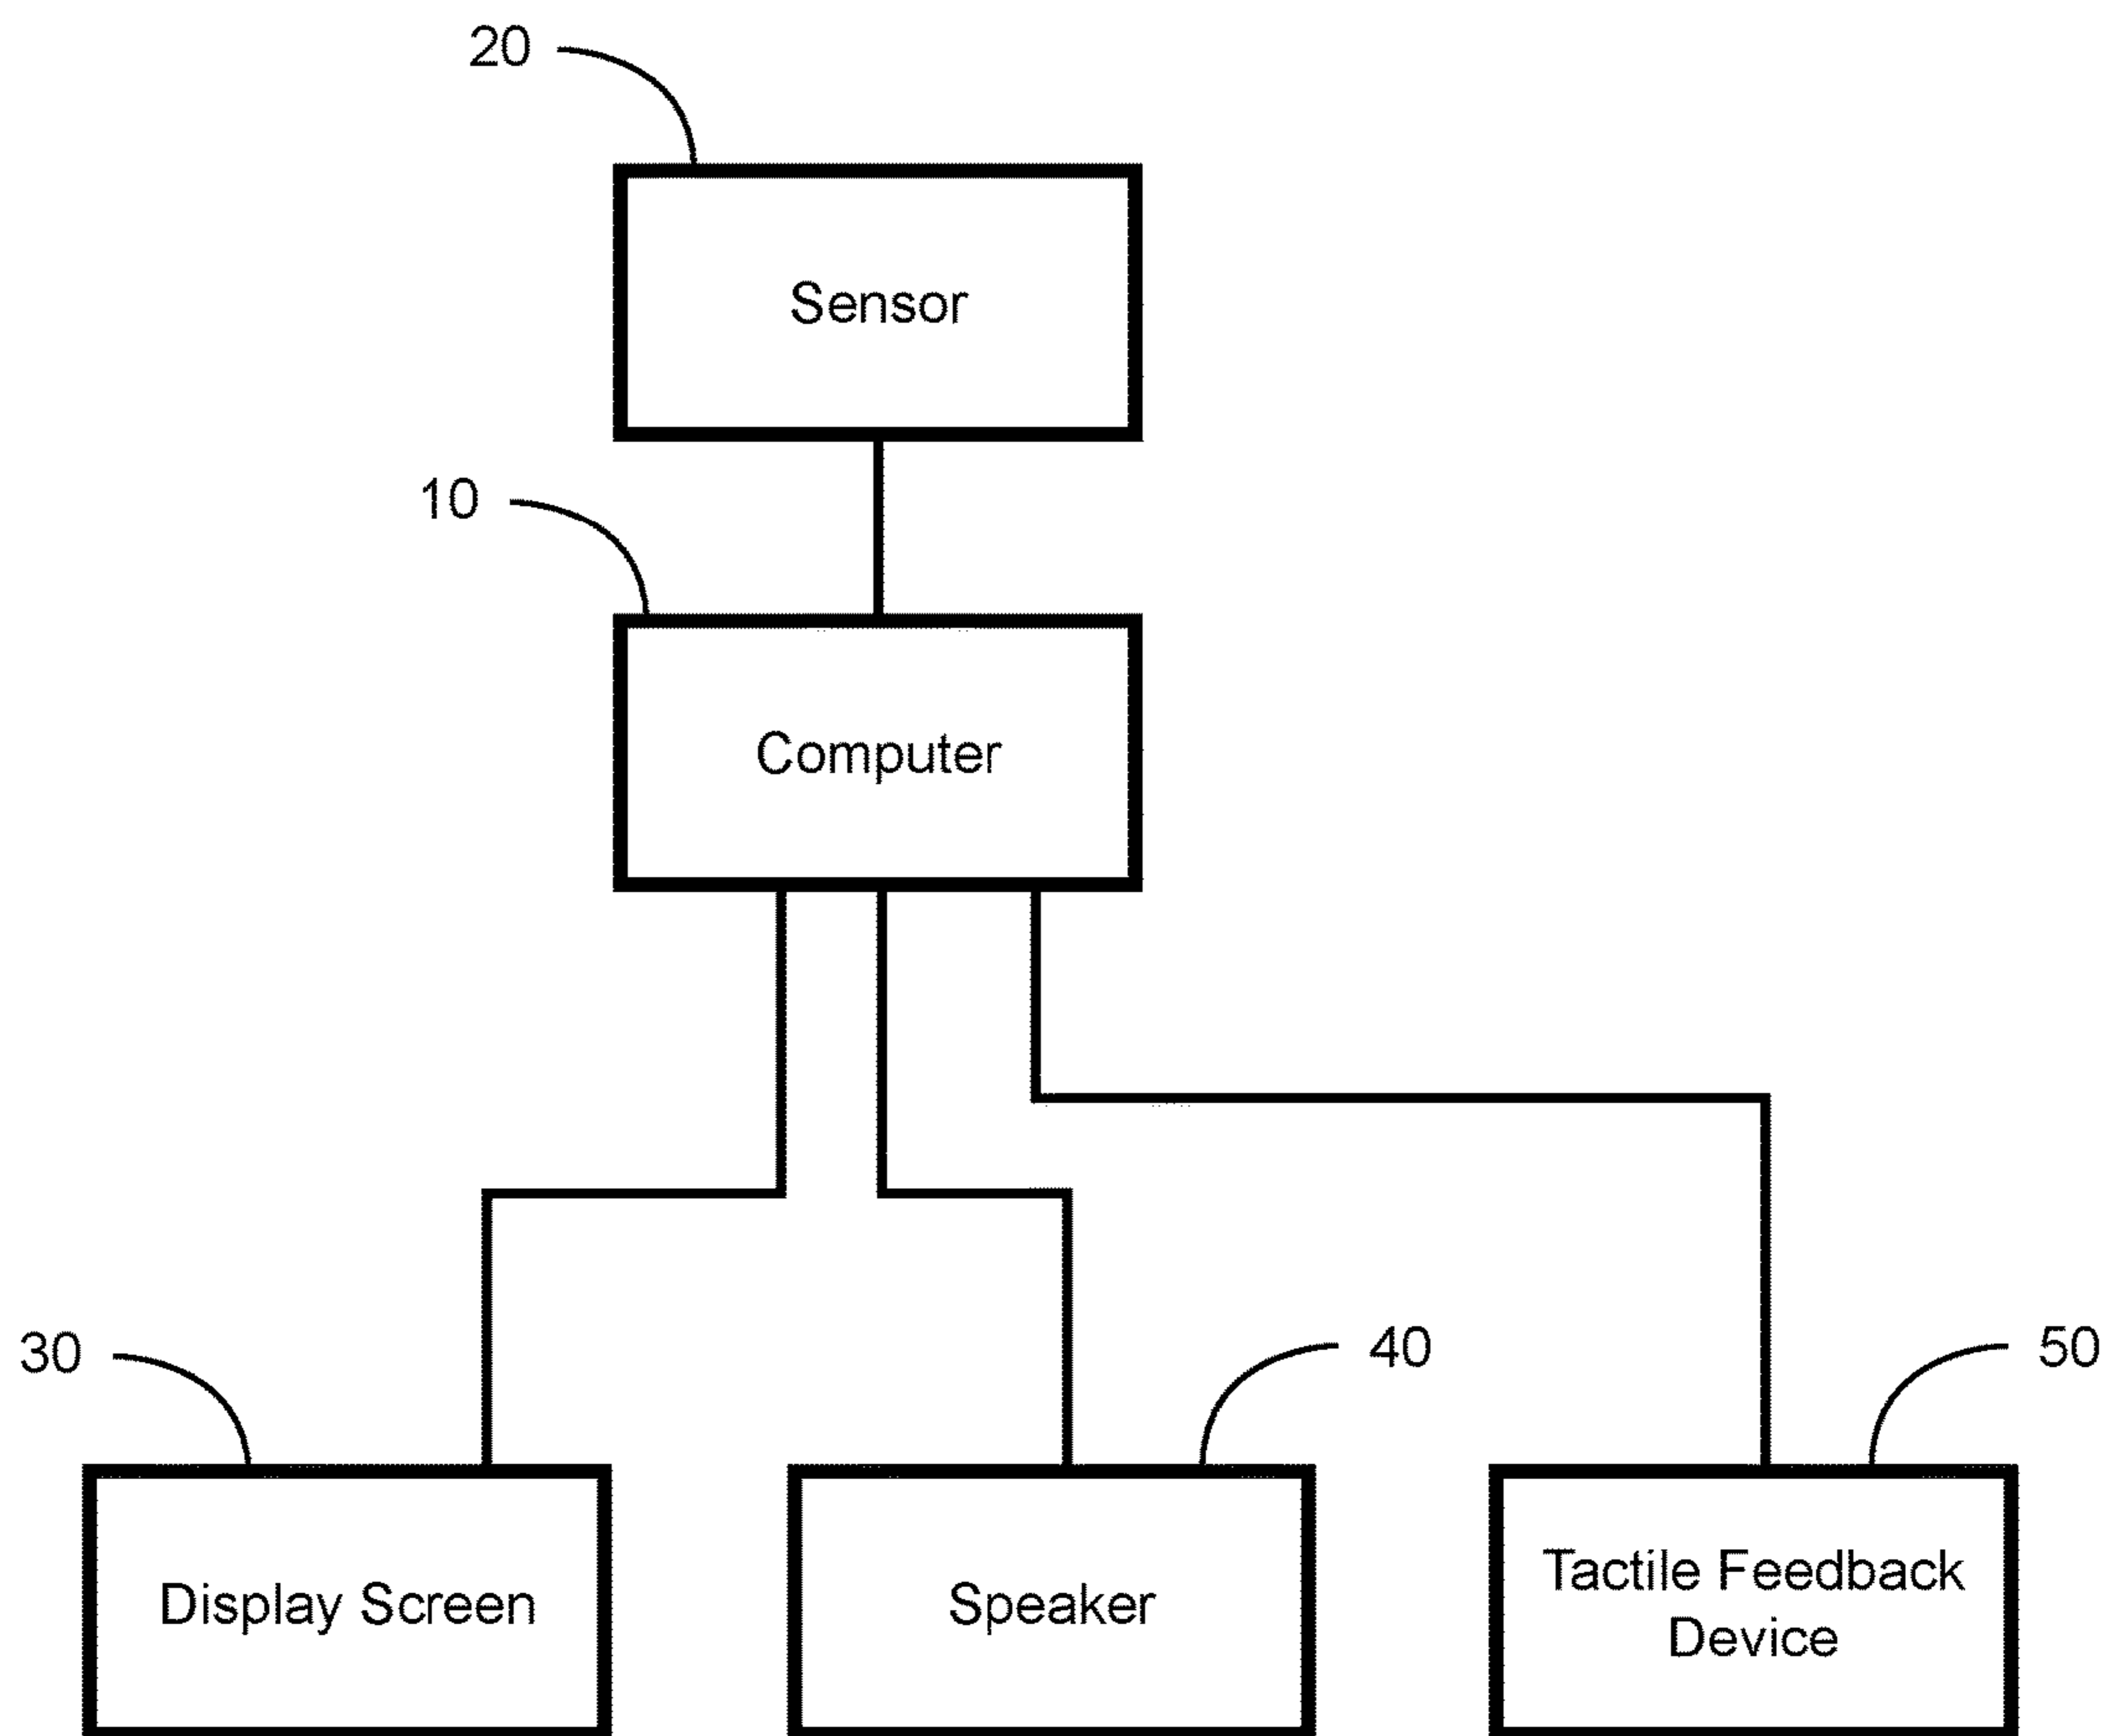 20
Sensor
10
Computer
30
40
50
Display Screen
Speaker
Tactile Feedback
Device